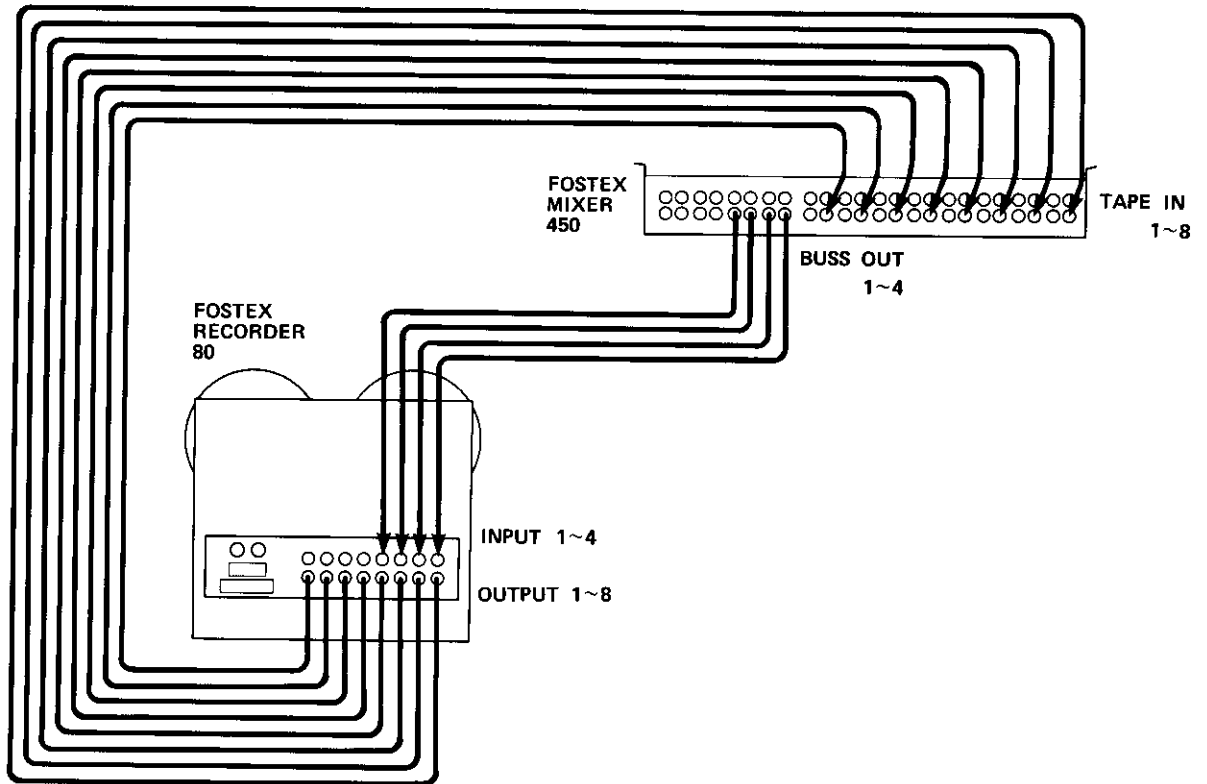 FOSTEX
MIXER
450
TAPE IN
1~8
BUSS OUT
1~4
FOSTEX
RECORDER
80
INPUT 1~4
OUTPUT 1~8